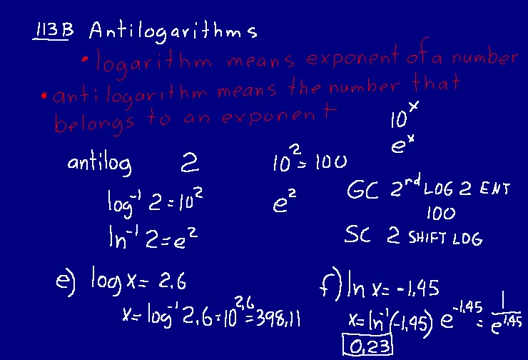 113B Antilogarithms
• logarithm means exponent of a number
• antilogarithm means the number that
belongs to an exponent
10^x
e^x
antilog 2 10^2 = 100
log^-1 2 = 10^2 e^2
ln^-1 2 = e^2
GC 2^nd LOG 2 ENT
100
SC 2 SHIFT LOG
e) log x = 2.6
x = log^-1 2.6 = 10^2.6 = 398.11
f) ln x = -1.45
x = ln^-1(-1.45) e^-1.45 = 1/e^1.45
0.23